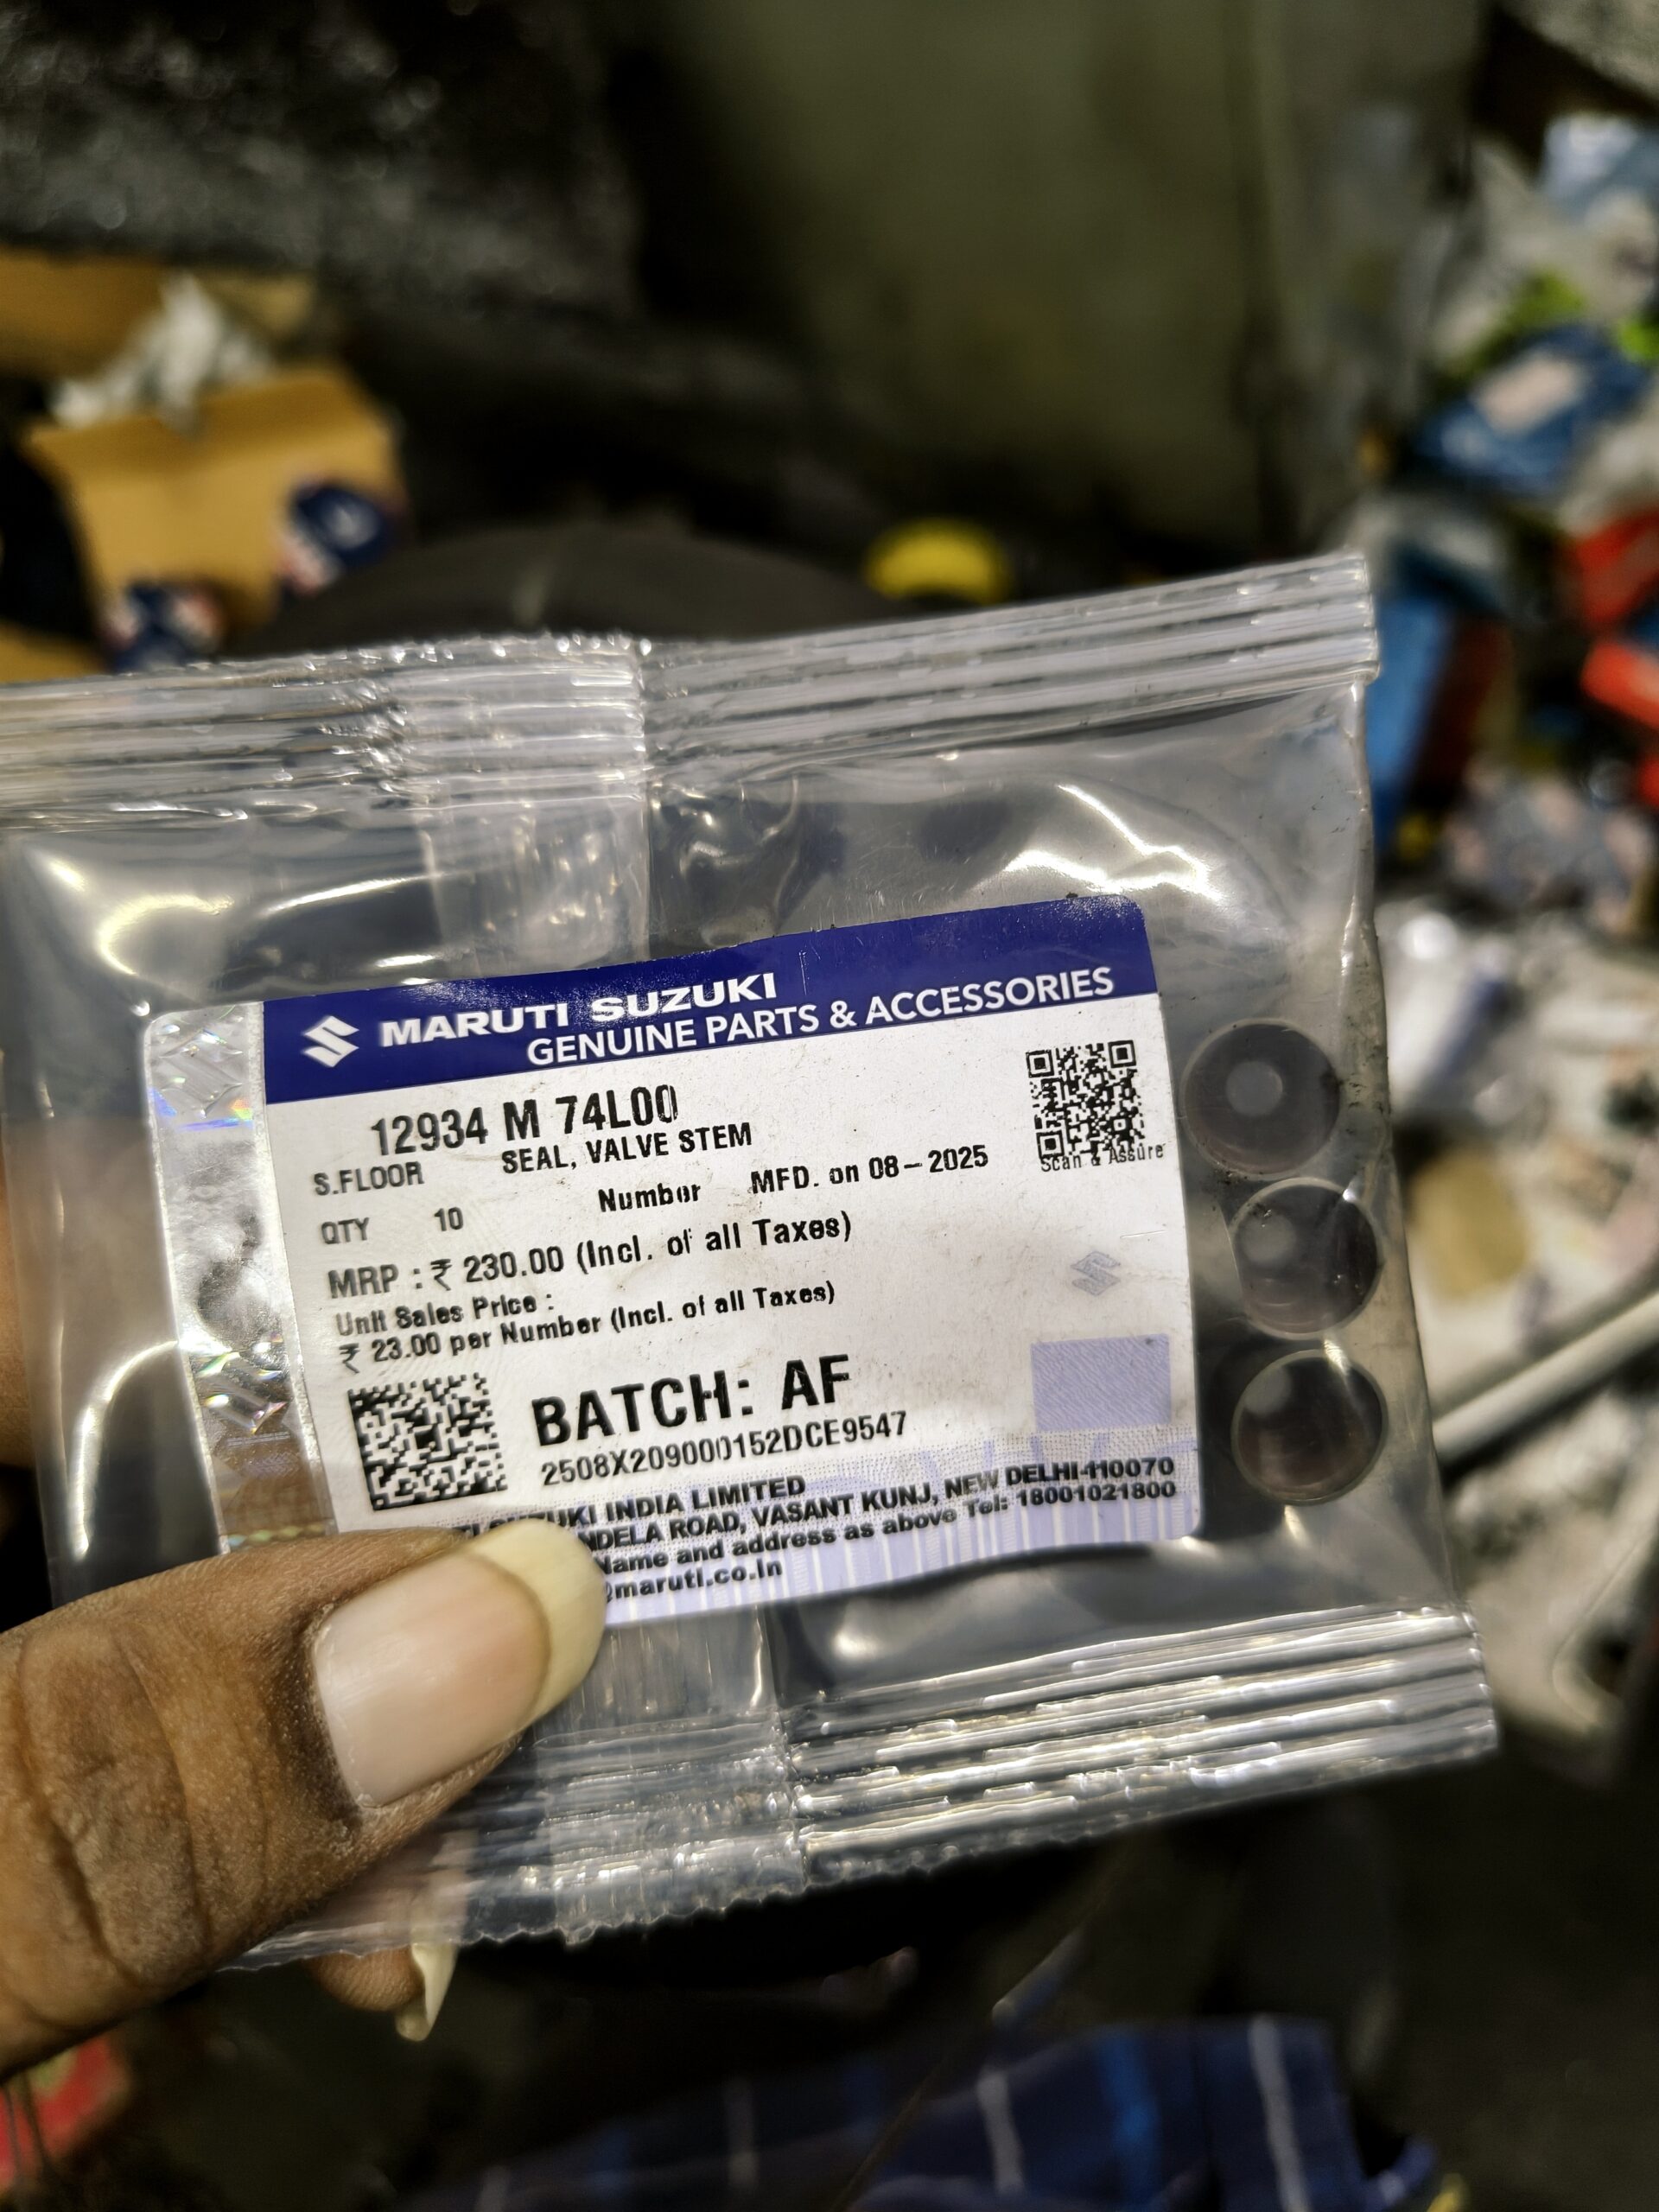 MARUTI SUZUKI
GENUINE PARTS & ACCESSORIES
12934 M 74L00
S.FLOOR SEAL, VALVE STEM
Scan & Assure
QTY 10 Number MFD. on 08-2025
MRP : ₹ 230.00 (Incl. of all Taxes)
Unit Sales Price :
₹ 23.00 per Number (Incl. of all Taxes)
BATCH: AF
2508X2090000152DCE9547
INDIA LIMITED
ROAD, VASANT KUNJ, NEW DELHI-110070
Name and address as above Tel: 18001021800
@maruti.co.in